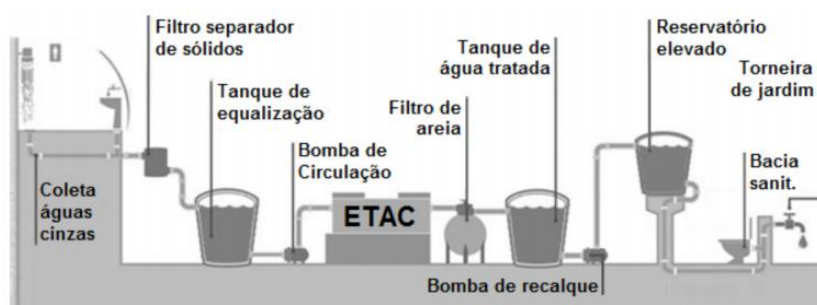 Filtro separador
de sólidos
Tanque de
equalização
Bomba de
Circulação
Coleta
águas
cinzas
ETAC
Filtro de
areia
Tanque de
água tratada
Bomba de recalque
Reservatório
elevado
Torneira
de jardim
Bacia
sanit.